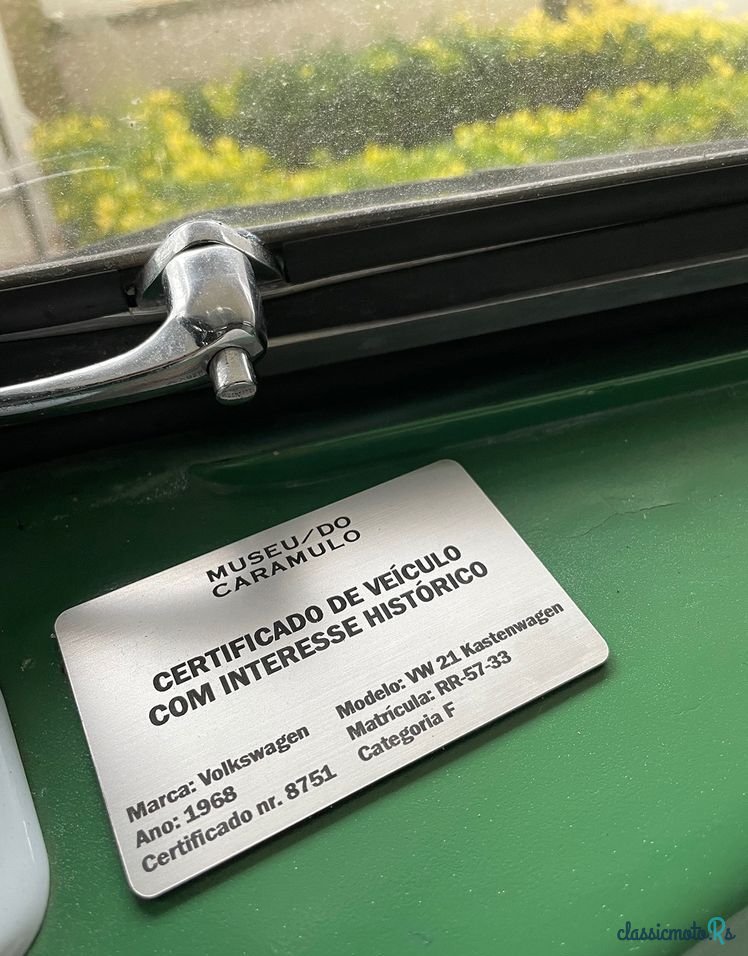 MUSEU/DO
CARAMULO
CERTIFICADO DE VEÍCULO
COM INTERESSE HISTÓRICO
Marca: Volkswagen
Ano: 1968
Certificado nr. 8751
Modelo: VW 21 Kastenwagen
Matrícula: RR-57-33
Categoria F
classicmotoRs